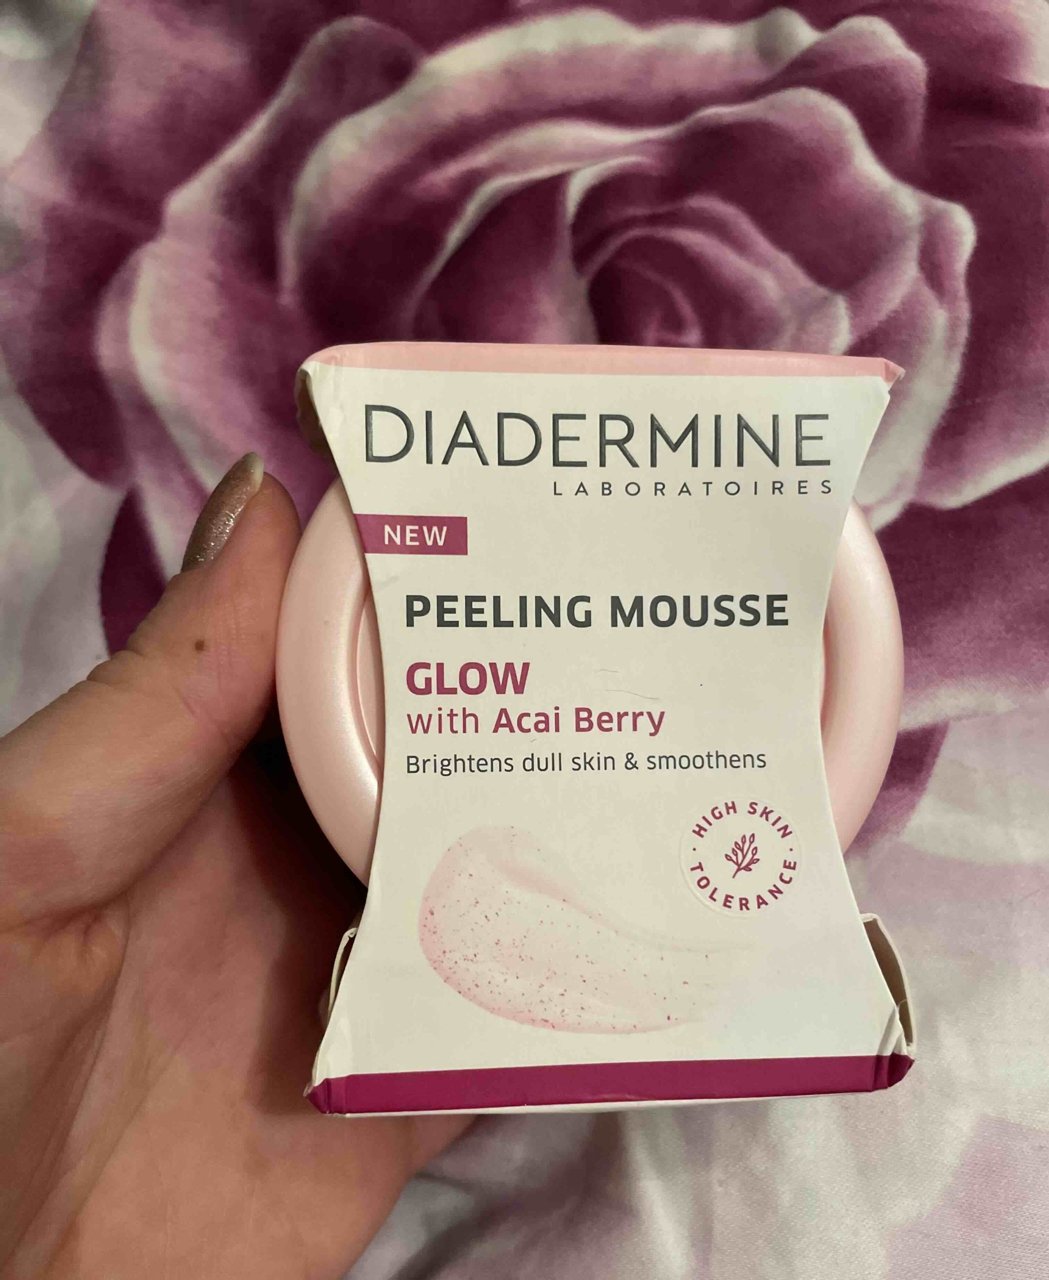 DIADERMINE
LABORATOIRES
NEW
PEELING MOUSSE
GLOW
with Acai Berry
Brightens dull skin & smoothens
· HIGH SKIN ·
TOLERANCE